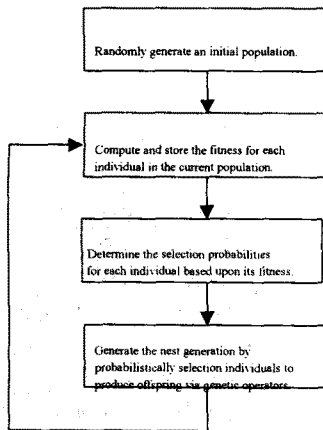 Randomly generate an initial population.
Compute and store the fitness for each
individual in the current population.
Determine the selection probabilities
for each individual based upon its fitness.
Generate the nest generation by
probabilistically selection individuals to
produce offspring via genetic operators.